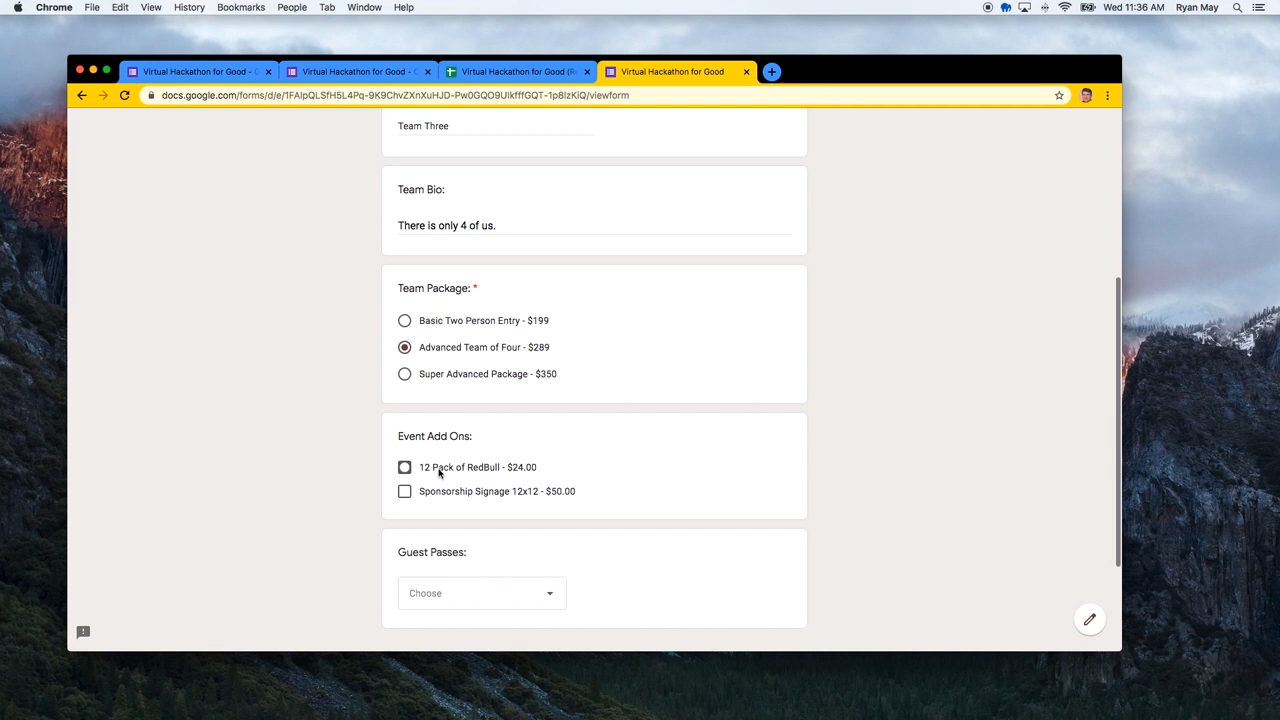 Chrome File Edit View History Bookmarks People Tab Window Help Wed 11:36 AM Ryan May
Virtual Hackathon for Good - Virtual Hackathon for Good - Virtual Hackathon for Good (Re Virtual Hackathon for Good
docs.google.com/forms/d/e/1FAIpQLSfH5L4Pq-9K9ChvZXnXuHJD-Pw0GQO9UIkfffGQT-1p8IzKiQ/viewform
Team Three
Team Bio:
There is only 4 of us.
Team Package: *
Basic Two Person Entry - $199
Advanced Team of Four - $289
Super Advanced Package - $350
Event Add Ons:
12 Pack of RedBull - $24.00
Sponsorship Signage 12x12 - $50.00
Guest Passes:
Choose